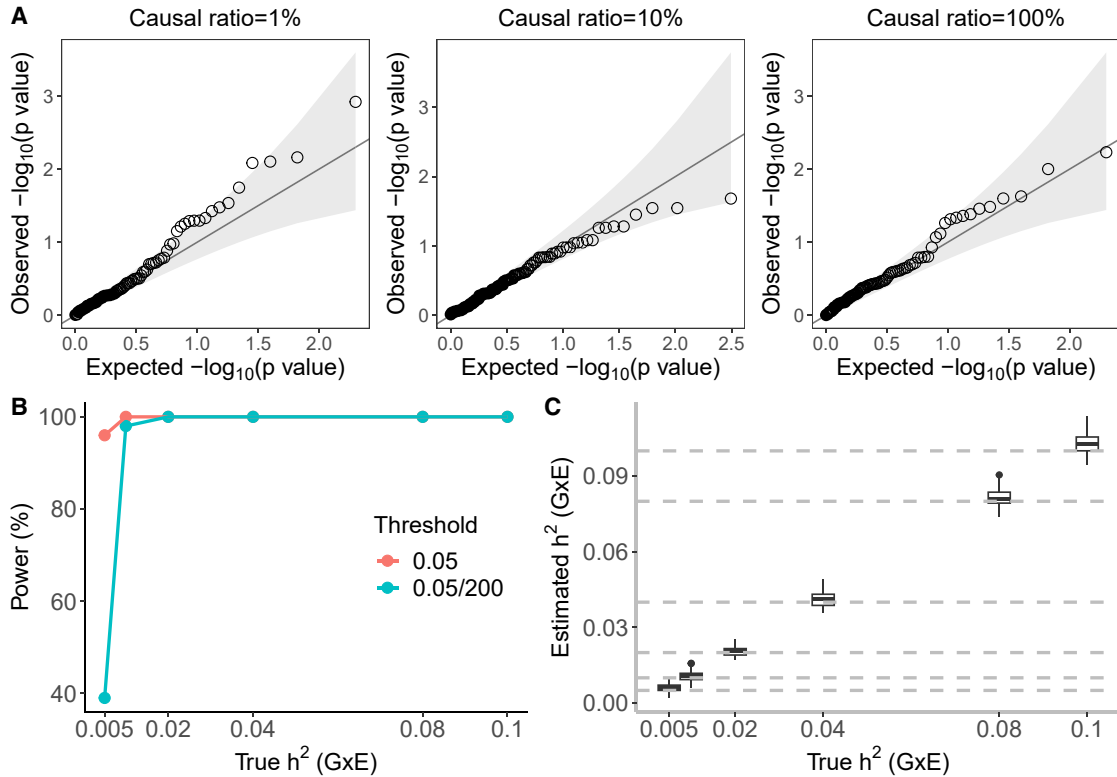 A
Causal ratio=1%
Causal ratio=10%
Causal ratio=100%
Observed −log10(p value)
3
2
1
0
0.0 0.5 1.0 1.5 2.0
Expected −log10(p value)
Observed −log10(p value)
3
2
1
0
0.0 0.5 1.0 1.5 2.0 2.5
Expected −log10(p value)
Observed −log10(p value)
3
2
1
0
0.0 0.5 1.0 1.5 2.0
Expected −log10(p value)
B
Power (%)
100
80
60
40
Threshold
0.05
0.05/200
0.005 0.02 0.04 0.08 0.1
True h² (GxE)
C
Estimated h² (GxE)
0.09
0.06
0.03
0.00
0.005 0.02 0.04 0.08 0.1
True h² (GxE)